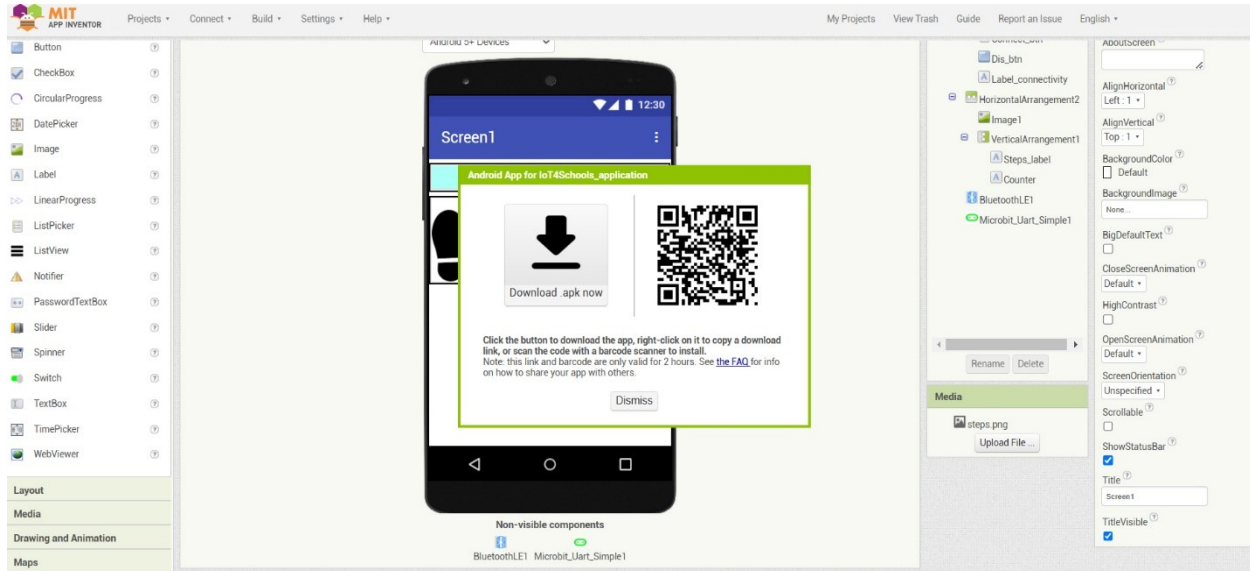 MIT
APP INVENTOR
Projects
Connect
Build
Settings
Help
My Projects
View Trash
Guide
Report an Issue
English
Button
CheckBox
CircularProgress
DatePicker
Image
Label
LinearProgress
ListPicker
ListView
Notifier
PasswordTextBox
Slider
Spinner
Switch
TextBox
TimePicker
WebViewer
Layout
Media
Drawing and Animation
Maps
Android 5+ Devices
12:30
Screen1
Android App for IoT4Schools_application
Download .apk now
Click the button to download the app, right-click on it to copy a download
link, or scan the code with a barcode scanner to install.
Note: this link and barcode are only valid for 2 hours. See the FAQ for info
on how to share your app with others.
Dismiss
Non-visible components
BluetoothLE1
Microbit_Uart_Simple1
Connect_btn
Dis_btn
Label_connectivity
HorizontalArrangement2
Image1
VerticalArrangement1
Steps_label
Counter
BluetoothLE1
Microbit_Uart_Simple1
Rename
Delete
Media
steps.png
Upload File ...
AboutScreen
AlignHorizontal
Left : 1
AlignVertical
Top : 1
BackgroundColor
Default
BackgroundImage
None...
BigDefaultText
CloseScreenAnimation
Default
HighContrast
OpenScreenAnimation
Default
ScreenOrientation
Unspecified
Scrollable
ShowStatusBar
Title
Screen1
TitleVisible